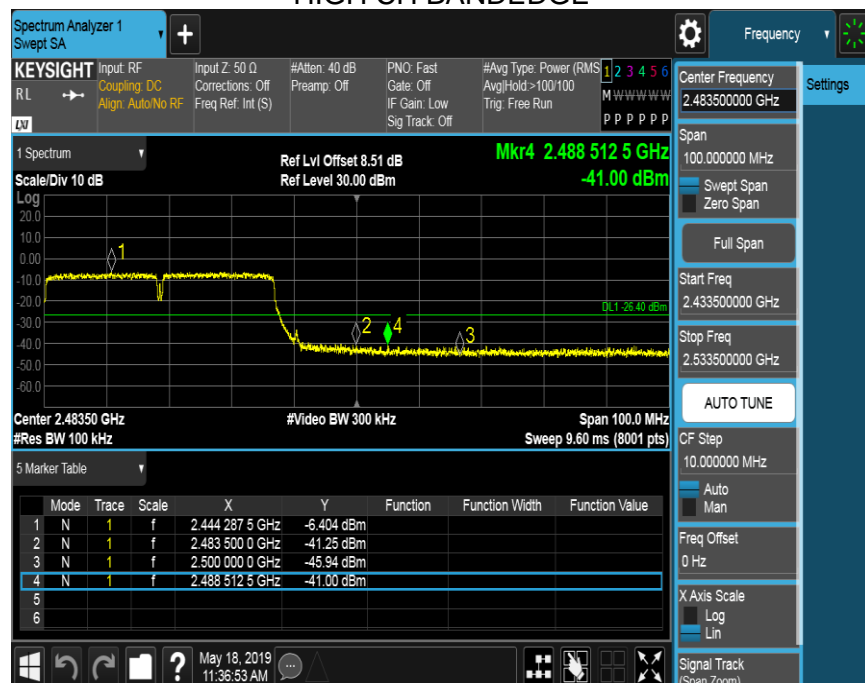 Spectrum Analyzer 1
Swept SA
+
Frequency
KEYSIGHT
RL
LXI
Input: RF
Coupling: DC
Align: Auto/No RF
Input Z: 50 Ω
Corrections: Off
Freq Ref: Int (S)
#Atten: 40 dB
Preamp: Off
PNO: Fast
Gate: Off
IF Gain: Low
Sig Track: Off
#Avg Type: Power (RMS
Avg|Hold:>100/100
Trig: Free Run
1 2 3 4 5 6
M W W W W W
P P P P P P
Center Frequency
2.483500000 GHz
Settings
Span
100.000000 MHz
Swept Span
Zero Span
Full Span
Start Freq
2.433500000 GHz
Stop Freq
2.533500000 GHz
AUTO TUNE
CF Step
10.000000 MHz
Auto
Man
Freq Offset
0 Hz
X Axis Scale
Log
Lin
Signal Track
(Span Zoom)
1 Spectrum
Scale/Div 10 dB
Ref Lvl Offset 8.51 dB
Ref Level 30.00 dBm
Mkr4 2.488 512 5 GHz
-41.00 dBm
Log
20.0
10.0
0.00
-10.0
-20.0
-30.0
-40.0
-50.0
-60.0
1
2
4
3
DL1 -26.40 dBm
Center 2.48350 GHz
#Res BW 100 kHz
#Video BW 300 kHz
Span 100.0 MHz
Sweep 9.60 ms (8001 pts)
5 Marker Table
Mode Trace Scale X Y Function Function Width Function Value
1 N 1 f 2.444 287 5 GHz -6.404 dBm
2 N 1 f 2.483 500 0 GHz -41.25 dBm
3 N 1 f 2.500 000 0 GHz -45.94 dBm
4 N 1 f 2.488 512 5 GHz -41.00 dBm
5
6
?
May 18, 2019
11:36:53 AM